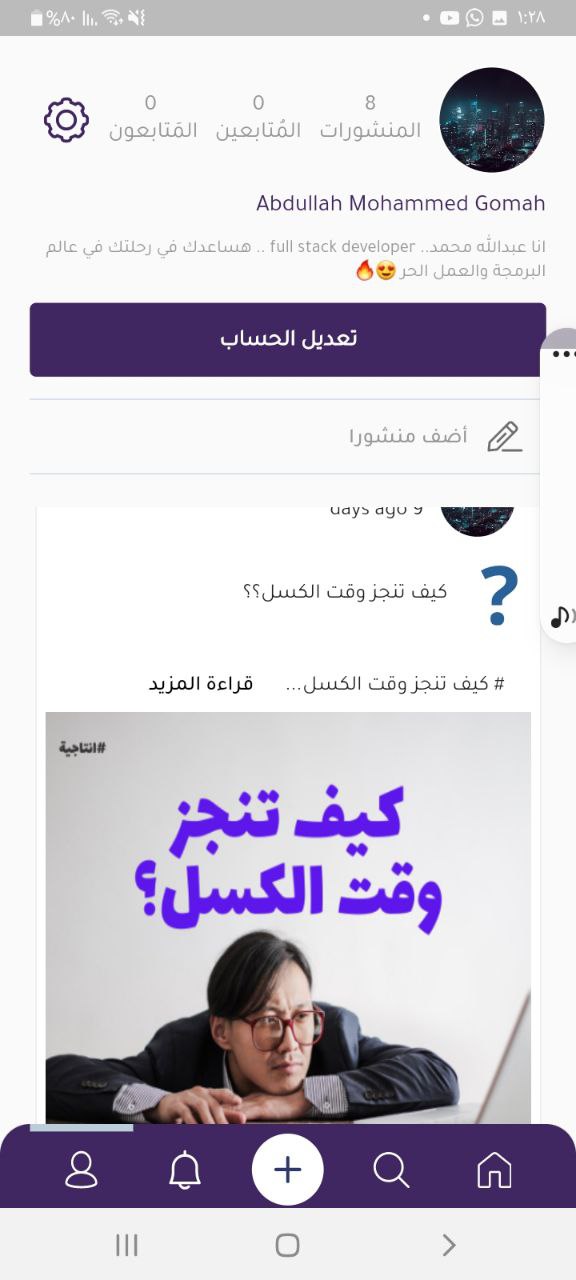 ١:٢٨
%٨٠
8
0
0
المنشورات
المُتابعين
المَتابعون
Abdullah Mohammed Gomah
انا عبدالله محمد.. full stack developer .. هساعدك في رحلتك في عالم
البرمجة والعمل الحر 😍🔥
تعديل الحساب
أضف منشورا
days ago 9
كيف تنجز وقت الكسل؟؟
?
# كيف تنجز وقت الكسل... قراءة المزيد
#انتاجية
كيف تنجز
وقت الكسل؟